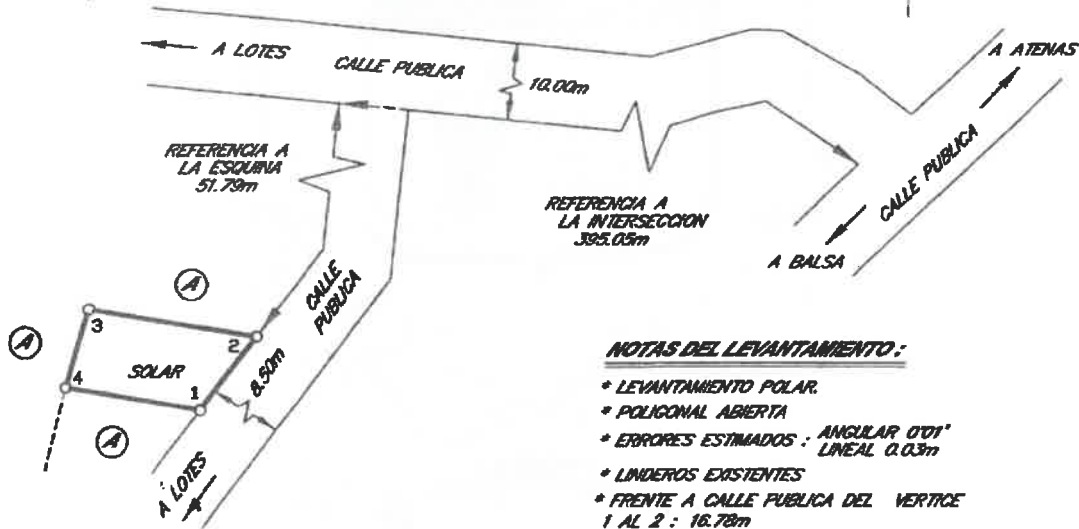 A LOTES
CALLE PUBLICA
10.00m
A ATENAS
CALLE PUBLICA
A BALSA
REFERENCIA A
LA ESQUINA
51.79m
REFERENCIA A
LA INTERSECCION
395.05m
CALLE
PUBLICA
A
A
A
3
2
4
1
SOLAR
8.50m
A LOTES
NOTAS DEL LEVANTAMIENTO :
* LEVANTAMIENTO POLAR.
* POLIGONAL ABIERTA
* ERRORES ESTIMADOS : ANGULAR 0°01'
LINEAL 0.03m
* LINDEROS EXISTENTES
* FRENTE A CALLE PUBLICA DEL VERTICE
1 AL 2 : 16.78m